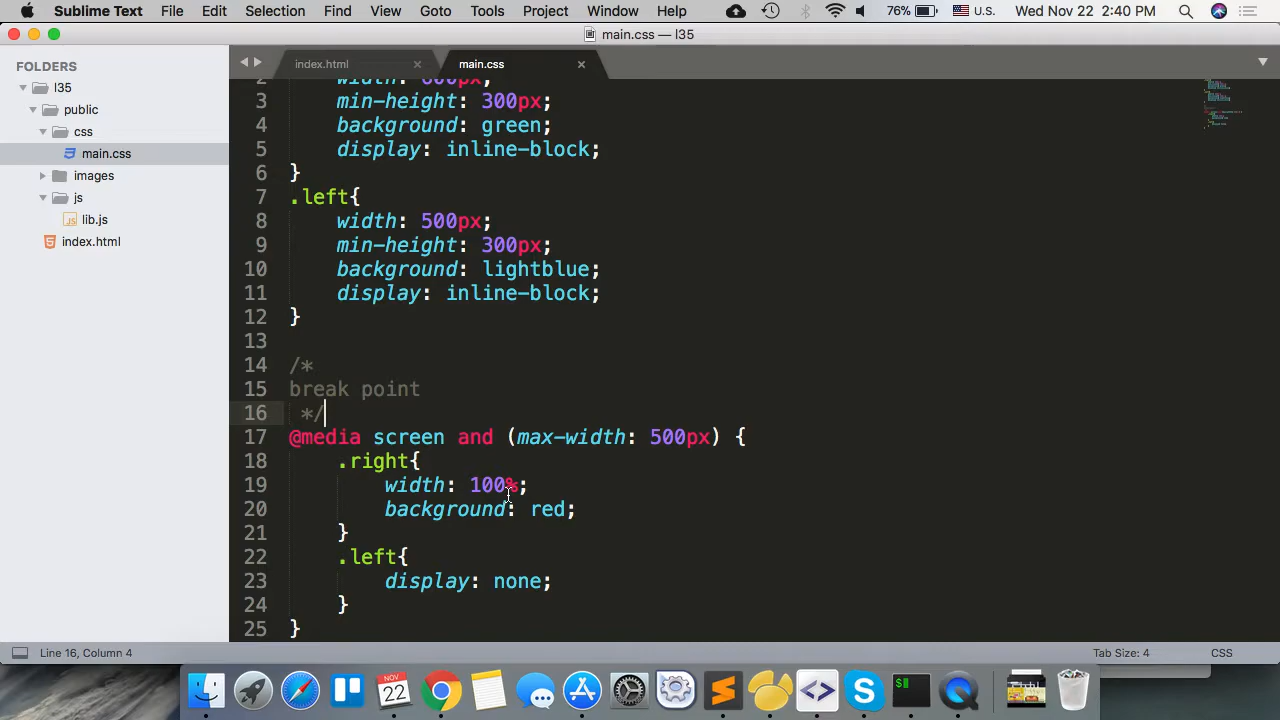 Sublime Text File Edit Selection Find View Goto Tools Project Window Help 76% U.S. Wed Nov 22 2:40 PM
main.css — l35
FOLDERS
l35
public
css
main.css
images
js
lib.js
index.html
index.html main.css
2 width: 600px;
3 min-height: 300px;
4 background: green;
5 display: inline-block;
6 }
7 .left{
8 width: 500px;
9 min-height: 300px;
10 background: lightblue;
11 display: inline-block;
12 }
13
14 /*
15 break point
16 */
17 @media screen and (max-width: 500px) {
18 .right{
19 width: 100%;
20 background: red;
21 }
22 .left{
23 display: none;
24 }
25 }
Line 16, Column 4 Tab Size: 4 CSS
NOV
22
$